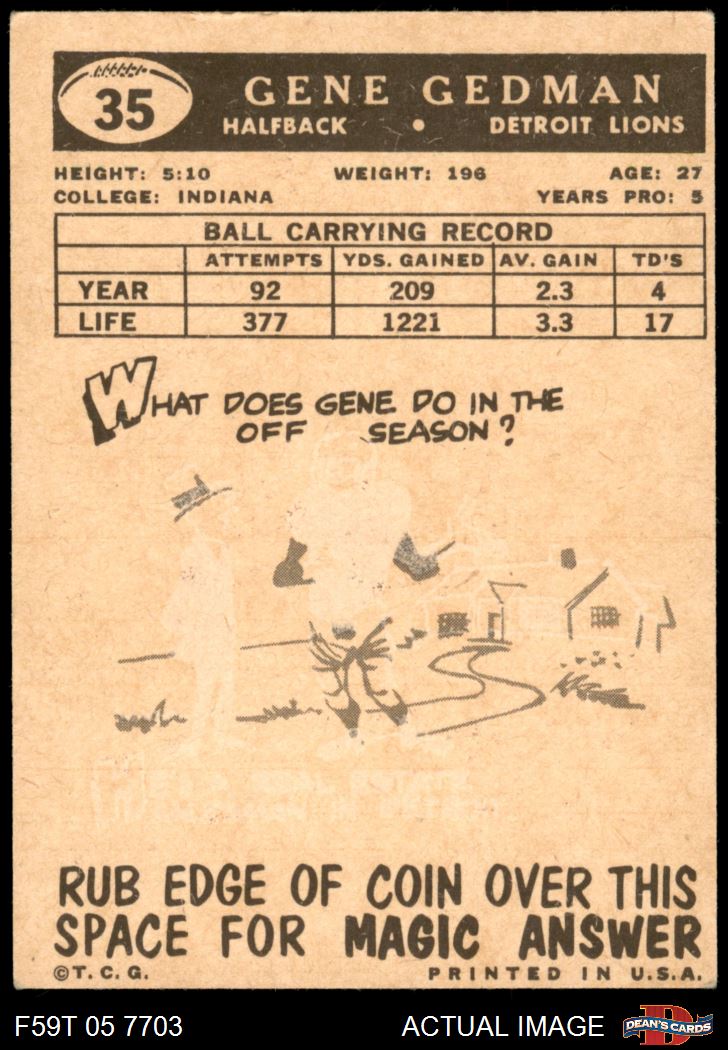 35
GENE GEDMAN
HALFBACK • DETROIT LIONS
HEIGHT: 5:10 WEIGHT: 196 AGE: 27
COLLEGE: INDIANA YEARS PRO: 5
BALL CARRYING RECORD
ATTEMPTS YDS. GAINED AV. GAIN TD'S
YEAR 92 209 2.3 4
LIFE 377 1221 3.3 17
WHAT DOES GENE DO IN THE
OFF SEASON?
RUB EDGE OF COIN OVER THIS
SPACE FOR MAGIC ANSWER
©T.C.G. PRINTED IN U.S.A.
F59T 05 7703 ACTUAL IMAGE D DEAN'S CARDS